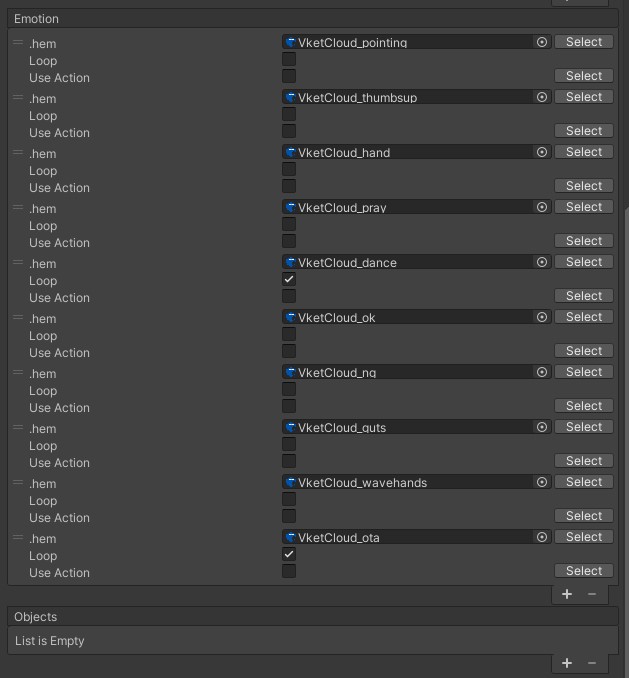 Emotion
.hem VketCloud_pointing Select
Loop
Use Action Select
.hem VketCloud_thumbsup Select
Loop
Use Action Select
.hem VketCloud_hand Select
Loop
Use Action Select
.hem VketCloud_pray Select
Loop
Use Action Select
.hem VketCloud_dance Select
Loop
Use Action Select
.hem VketCloud_ok Select
Loop
Use Action Select
.hem VketCloud_ng Select
Loop
Use Action Select
.hem VketCloud_guts Select
Loop
Use Action Select
.hem VketCloud_wavehands Select
Loop
Use Action Select
.hem VketCloud_ota Select
Loop
Use Action Select
+ −
Objects
List is Empty
+ −